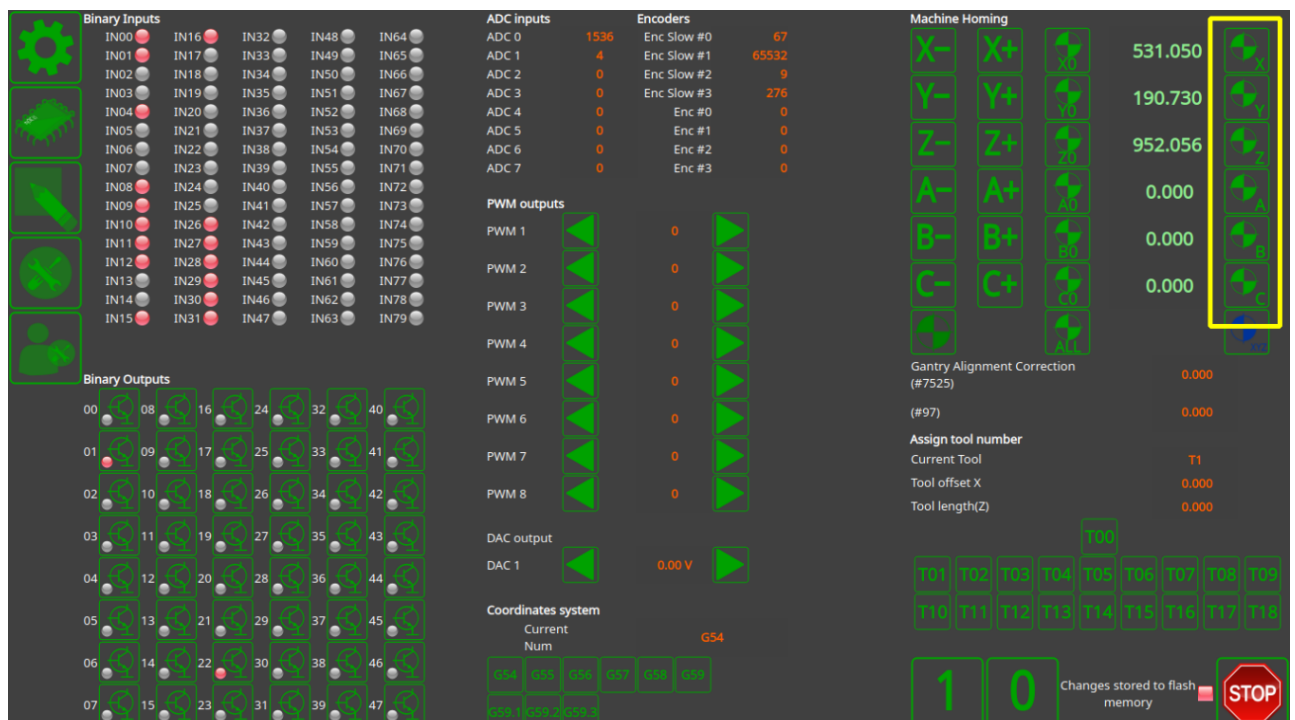 Binary Inputs
IN00 IN16 IN32 IN48 IN64
IN01 IN17 IN33 IN49 IN65
IN02 IN18 IN34 IN50 IN66
IN03 IN19 IN35 IN51 IN67
IN04 IN20 IN36 IN52 IN68
IN05 IN21 IN37 IN53 IN69
IN06 IN22 IN38 IN54 IN70
IN07 IN23 IN39 IN55 IN71
IN08 IN24 IN40 IN56 IN72
IN09 IN25 IN41 IN57 IN73
IN10 IN26 IN42 IN58 IN74
IN11 IN27 IN43 IN59 IN75
IN12 IN28 IN44 IN60 IN76
IN13 IN29 IN45 IN61 IN77
IN14 IN30 IN46 IN62 IN78
IN15 IN31 IN47 IN63 IN79
Binary Outputs
00 08 16 24 32 40
01 09 17 25 33 41
02 10 18 26 34 42
03 11 19 27 35 43
04 12 20 28 36 44
05 13 21 29 37 45
06 14 22 30 38 46
07 15 23 31 39 47
ADC inputs Encoders
ADC 0 1536 Enc Slow #0 67
ADC 1 4 Enc Slow #1 65532
ADC 2 0 Enc Slow #2 9
ADC 3 0 Enc Slow #3 276
ADC 4 0 Enc #0 0
ADC 5 0 Enc #1 0
ADC 6 0 Enc #2 0
ADC 7 0 Enc #3 0
PWM outputs
PWM 1 0
PWM 2 0
PWM 3 0
PWM 4 0
PWM 5 0
PWM 6 0
PWM 7 0
PWM 8 0
DAC output
DAC 1 0.00 V
Coordinates system
Current
Num
G54
G54 G55 G56 G57 G58 G59
G59.1 G59.2 G59.3
Machine Homing
X- X+ X0 531.050 X
Y- Y+ Y0 190.730 Y
Z- Z+ Z0 952.056 Z
A- A+ A0 0.000 A
B- B+ B0 0.000 B
C- C+ C0 0.000 C
ALL XYZ
Gantry Alignment Correction
(#7525) 0.000
(#97) 0.000
Assign tool number
Current Tool T1
Tool offset X 0.000
Tool length(Z) 0.000
T00
T01 T02 T03 T04 T05 T06 T07 T08 T09
T10 T11 T12 T13 T14 T15 T16 T17 T18
1 0
Changes stored to flash
memory
STOP